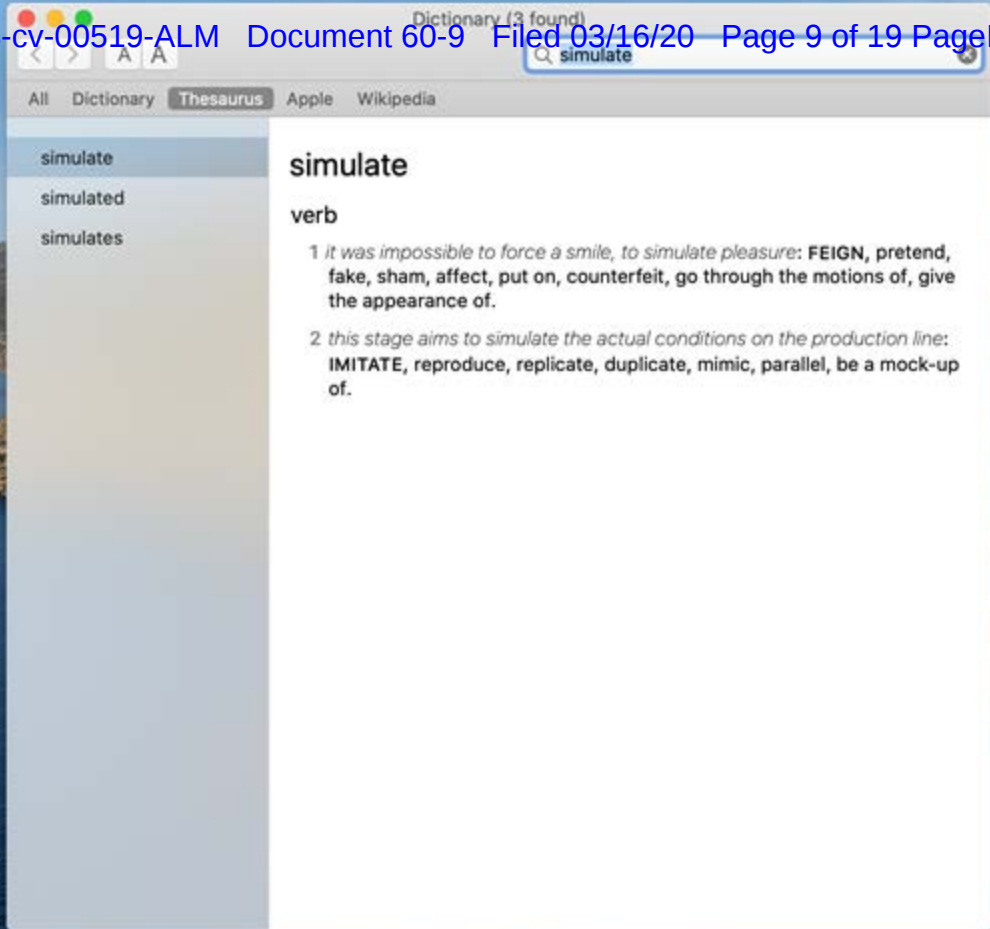 Dictionary (3 found)
-cv-00519-ALM Document 60-9 Filed 03/16/20 Page 9 of 19 Page
A A
simulate
All Dictionary Thesaurus Apple Wikipedia
simulate
simulated
simulates
simulate
verb
1 it was impossible to force a smile, to simulate pleasure: FEIGN, pretend,
fake, sham, affect, put on, counterfeit, go through the motions of, give
the appearance of.
2 this stage aims to simulate the actual conditions on the production line:
IMITATE, reproduce, replicate, duplicate, mimic, parallel, be a mock-up
of.